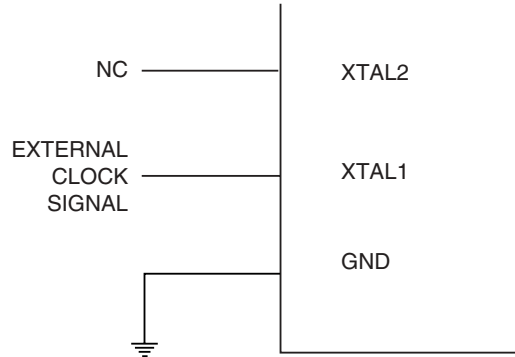 NC
XTAL2
EXTERNAL
CLOCK
SIGNAL
XTAL1
GND